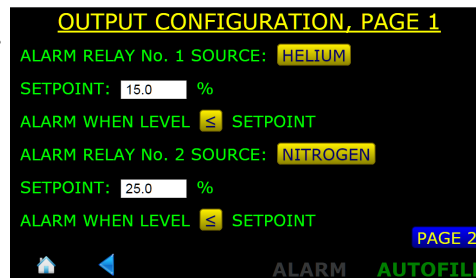 OUTPUT CONFIGURATION, PAGE 1
ALARM RELAY No. 1 SOURCE: HELIUM
SETPOINT: 15.0 %
ALARM WHEN LEVEL ≤ SETPOINT
ALARM RELAY No. 2 SOURCE: NITROGEN
SETPOINT: 25.0 %
ALARM WHEN LEVEL ≤ SETPOINT
PAGE 2
ALARM AUTOFILL